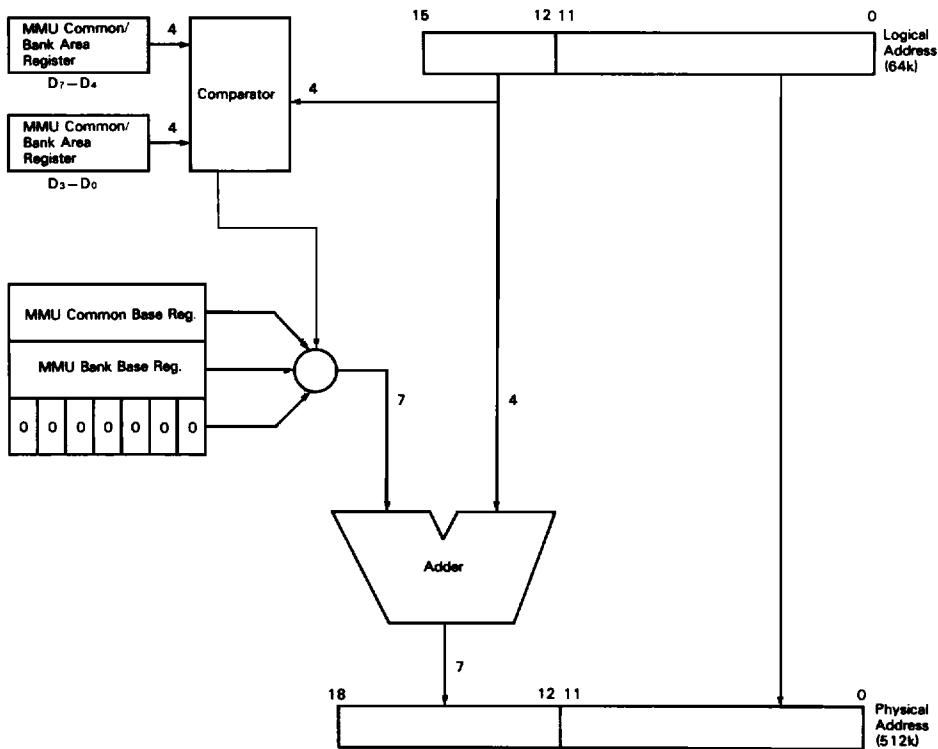 15
12 11
0
Logical
Address
(64k)
MMU Common/
Bank Area
Register
4
D₇–D₄
Comparator
4
MMU Common/
Bank Area
Register
4
D₃–D₀
MMU Common Base Reg.
MMU Bank Base Reg.
0 0 0 0 0 0 0
7
4
Adder
7
18
12 11
0
Physical
Address
(512k)